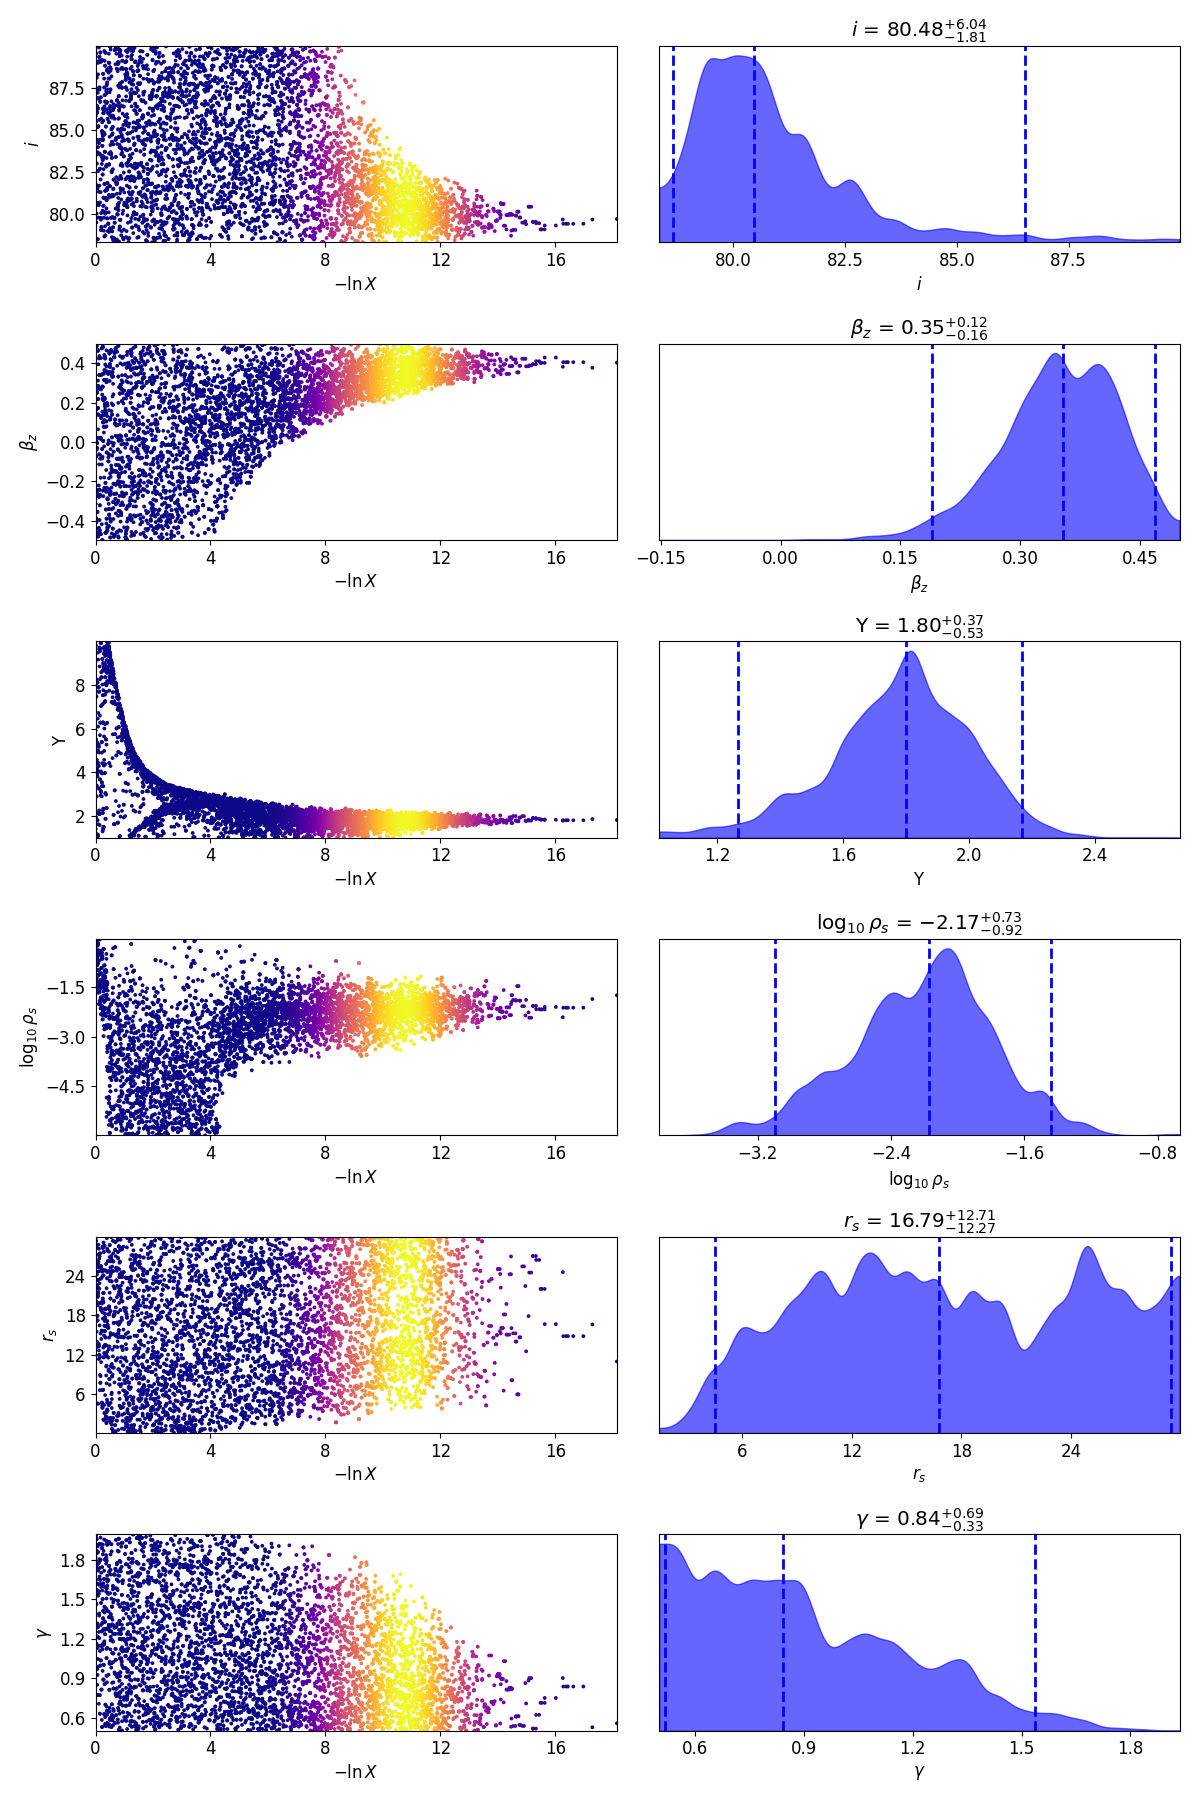 i = 80.48+6.04−1.81
87.5
85.0
82.5
80.0
i
0 4 8 12 16
−ln X
80.0 82.5 85.0 87.5
i
βz = 0.35+0.12−0.16
0.4
0.2
0.0
−0.2
−0.4
βz
0 4 8 12 16
−ln X
−0.15 0.00 0.15 0.30 0.45
βz
Y = 1.80+0.37−0.53
8
6
4
2
Y
0 4 8 12 16
−ln X
1.2 1.6 2.0 2.4
Y
log10 ρs = −2.17+0.73−0.92
−1.5
−3.0
−4.5
log10 ρs
0 4 8 12 16
−ln X
−3.2 −2.4 −1.6 −0.8
log10 ρs
rs = 16.79+12.71−12.27
24
18
12
6
rs
0 4 8 12 16
−ln X
6 12 18 24
rs
γ = 0.84+0.69−0.33
1.8
1.5
1.2
0.9
0.6
γ
0 4 8 12 16
−ln X
0.6 0.9 1.2 1.5 1.8
γ